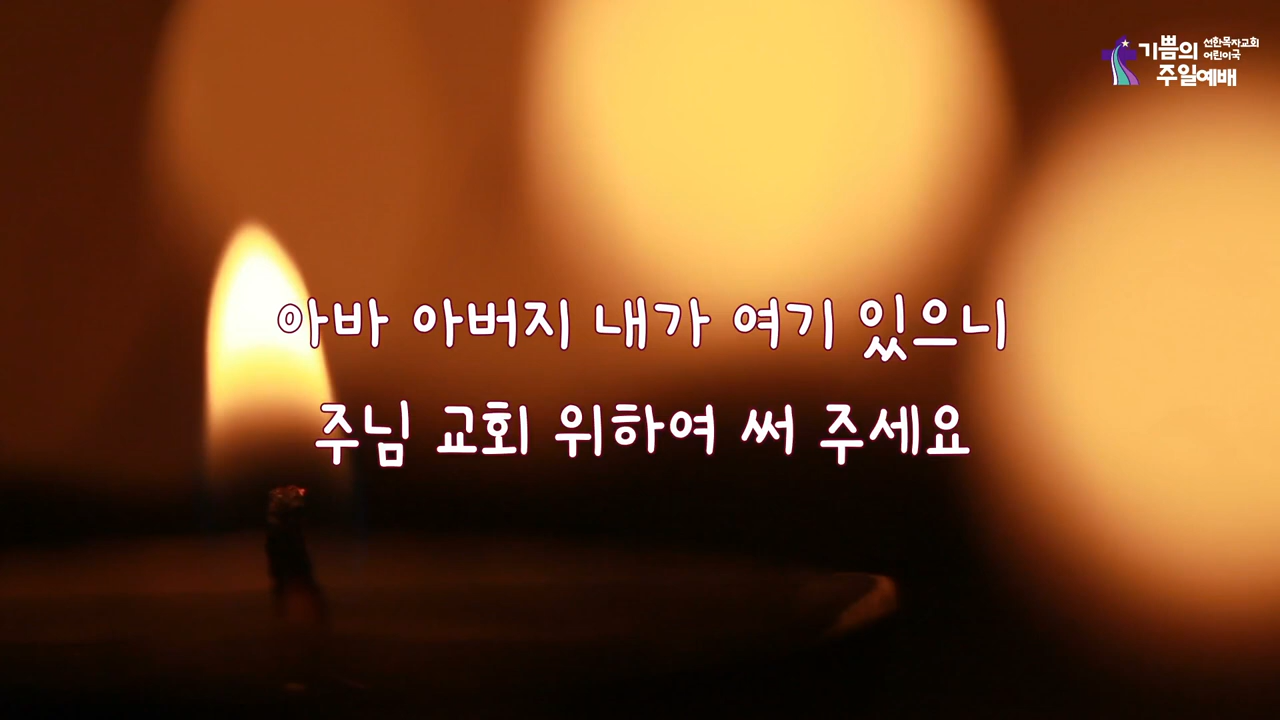 기쁨의 선한목자교회 어린이국
주일예배
아바 아버지 내가 여기 있으니
주님 교회 위하여 써 주세요